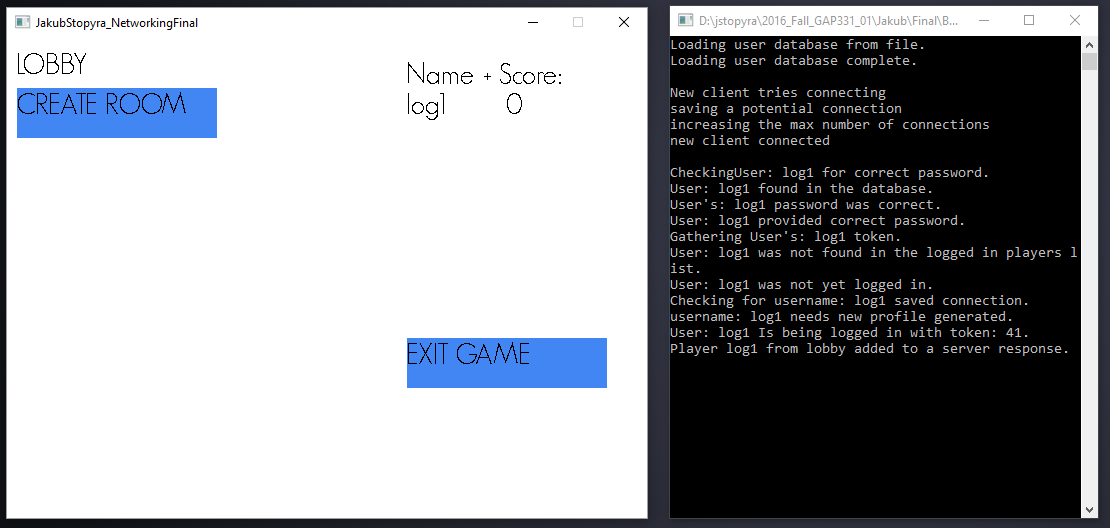 JakubStopyra_NetworkingFinal
LOBBY
CREATE ROOM
Name + Score:
log1 0
EXIT GAME
D:\jstopyra\2016_Fall_GAP331_01\Jakub\Final\B...
Loading user database from file.
Loading user database complete.
New client tries connecting
saving a potential connection
increasing the max number of connections
new client connected
CheckingUser: log1 for correct password.
User: log1 found in the database.
User's: log1 password was correct.
User: log1 provided correct password.
Gathering User's: log1 token.
User: log1 was not found in the logged in players l
ist.
User: log1 was not yet logged in.
Checking for username: log1 saved connection.
username: log1 needs new profile generated.
User: log1 Is being logged in with token: 41.
Player log1 from lobby added to a server response.